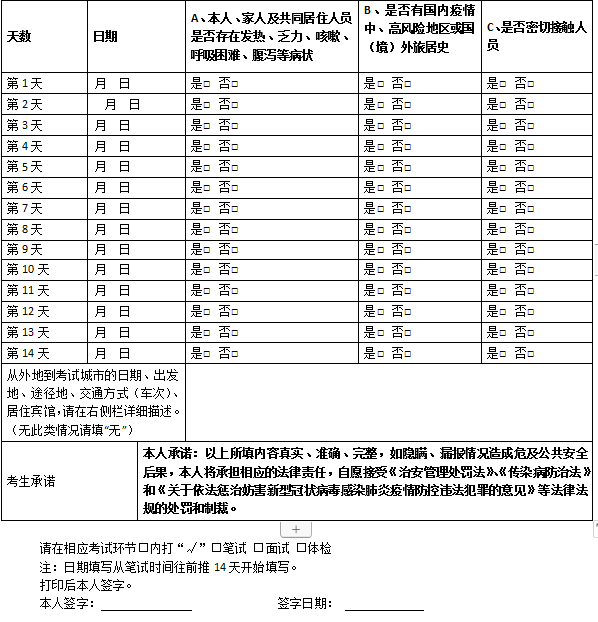 天数 日期 A、本人、家人及共同居住人员是否存在发热、乏力、咳嗽、呼吸困难、腹泻等病状 B、是否有国内疫情中、高风险地区或国（境）外旅居史 C、是否密切接触人员
第 1 天 月 日 是□ 否□ 是□ 否□ 是□ 否□
第 2 天 月 日 是□ 否□ 是□ 否□ 是□ 否□
第 3 天 月 日 是□ 否□ 是□ 否□ 是□ 否□
第 4 天 月 日 是□ 否□ 是□ 否□ 是□ 否□
第 5 天 月 日 是□ 否□ 是□ 否□ 是□ 否□
第 6 天 月 日 是□ 否□ 是□ 否□ 是□ 否□
第 7 天 月 日 是□ 否□ 是□ 否□ 是□ 否□
第 8 天 月 日 是□ 否□ 是□ 否□ 是□ 否□
第 9 天 月 日 是□ 否□ 是□ 否□ 是□ 否□
第 10 天 月 日 是□ 否□ 是□ 否□ 是□ 否□
第 11 天 月 日 是□ 否□ 是□ 否□ 是□ 否□
第 12 天 月 日 是□ 否□ 是□ 否□ 是□ 否□
第 13 天 月 日 是□ 否□ 是□ 否□ 是□ 否□
第 14 天 月 日 是□ 否□ 是□ 否□ 是□ 否□
从外地到考试城市的日期、出发
地、途径地、交通方式（车次）、
居住宾馆，请在右侧栏详细描述。
（无此类情况请填“无”）
考生承诺
本人承诺：以上所填内容真实、准确、完整，如隐瞒、漏报情况造成危及公共安全
后果，本人将承担相应的法律责任，自愿接受《治安管理处罚法》、《传染病防治法》
和《关于依法惩治妨害新型冠状病毒感染肺炎疫情防控违法犯罪的意见》等法律法
规的处罚和制裁。
请在相应考试环节□内打“√”□笔试 □面试 □体检
注：日期填写从笔试时间往前推 14 天开始填写。
打印后本人签字。
本人签字： 签字日期：